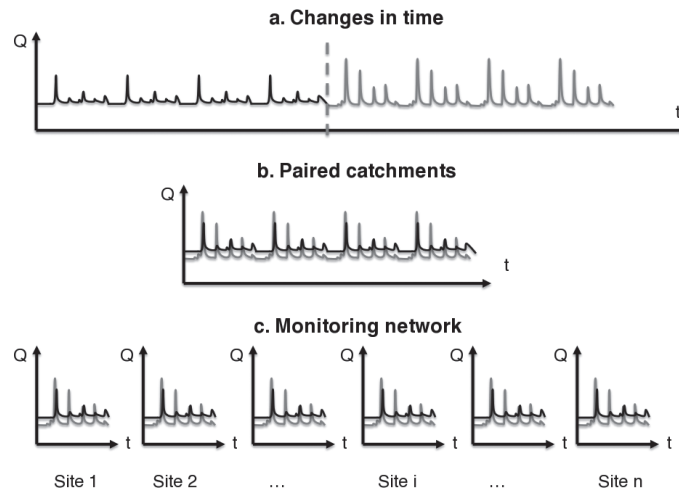 a. Changes in time
Q
t
b. Paired catchments
Q
t
c. Monitoring network
Q Q Q Q Q Q
t t t t t t
Site 1 Site 2 ... Site i ... Site n